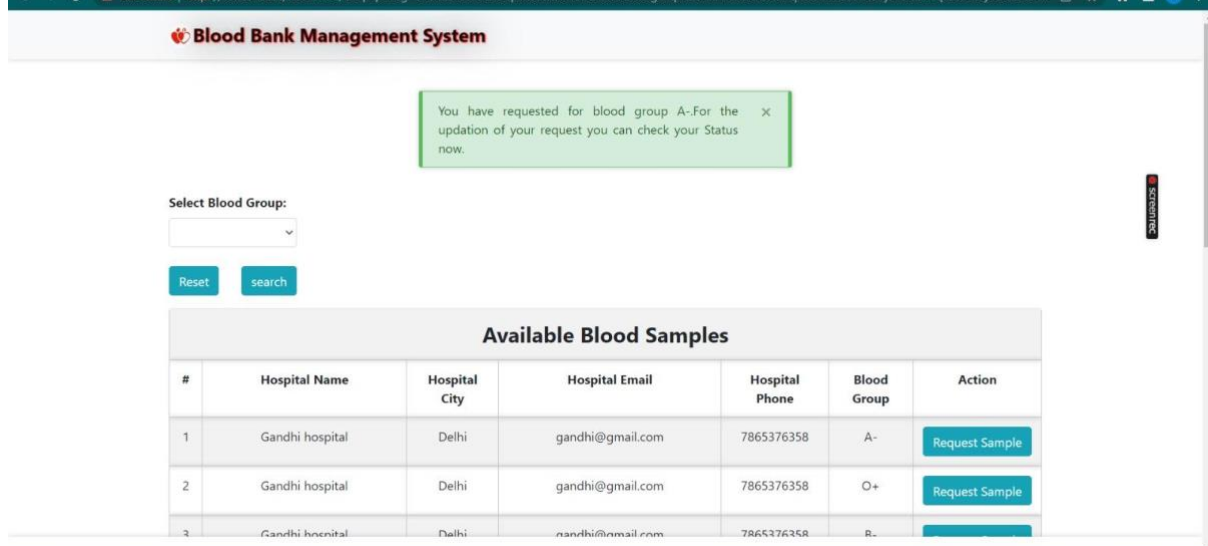 Blood Bank Management System
You have requested for blood group A-.For the
updation of your request you can check your Status
now.
×
Select Blood Group:
Reset search
screenrec
Available Blood Samples
# Hospital Name Hospital City Hospital Email Hospital Phone Blood Group Action
1 Gandhi hospital Delhi gandhi@gmail.com 7865376358 A- Request Sample
2 Gandhi hospital Delhi gandhi@gmail.com 7865376358 O+ Request Sample
3 Gandhi hospital Delhi gandhi@gmail.com 7865376358 B-